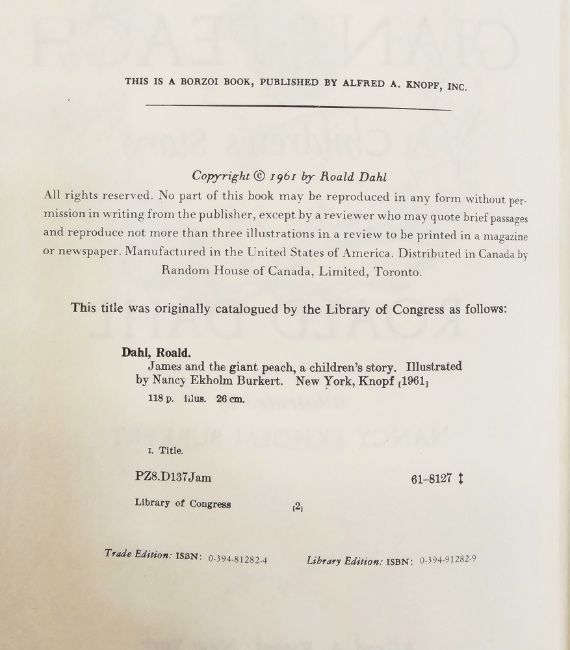 THIS IS A BORZOI BOOK, PUBLISHED BY ALFRED A. KNOPF, INC.
Copyright © 1961 by Roald Dahl
All rights reserved. No part of this book may be reproduced in any form without per-
mission in writing from the publisher, except by a reviewer who may quote brief passages
and reproduce not more than three illustrations in a review to be printed in a magazine
or newspaper. Manufactured in the United States of America. Distributed in Canada by
Random House of Canada, Limited, Toronto.
This title was originally catalogued by the Library of Congress as follows:
Dahl, Roald.
James and the giant peach, a children's story. Illustrated
by Nancy Ekholm Burkert. New York, Knopf [1961]
118 p. illus. 26 cm.
I. Title.
PZ8.D137Jam 61–8127 ‡
Library of Congress [2]
Trade Edition: ISBN: 0-394-81282-4 Library Edition: ISBN: 0-394-91282-9